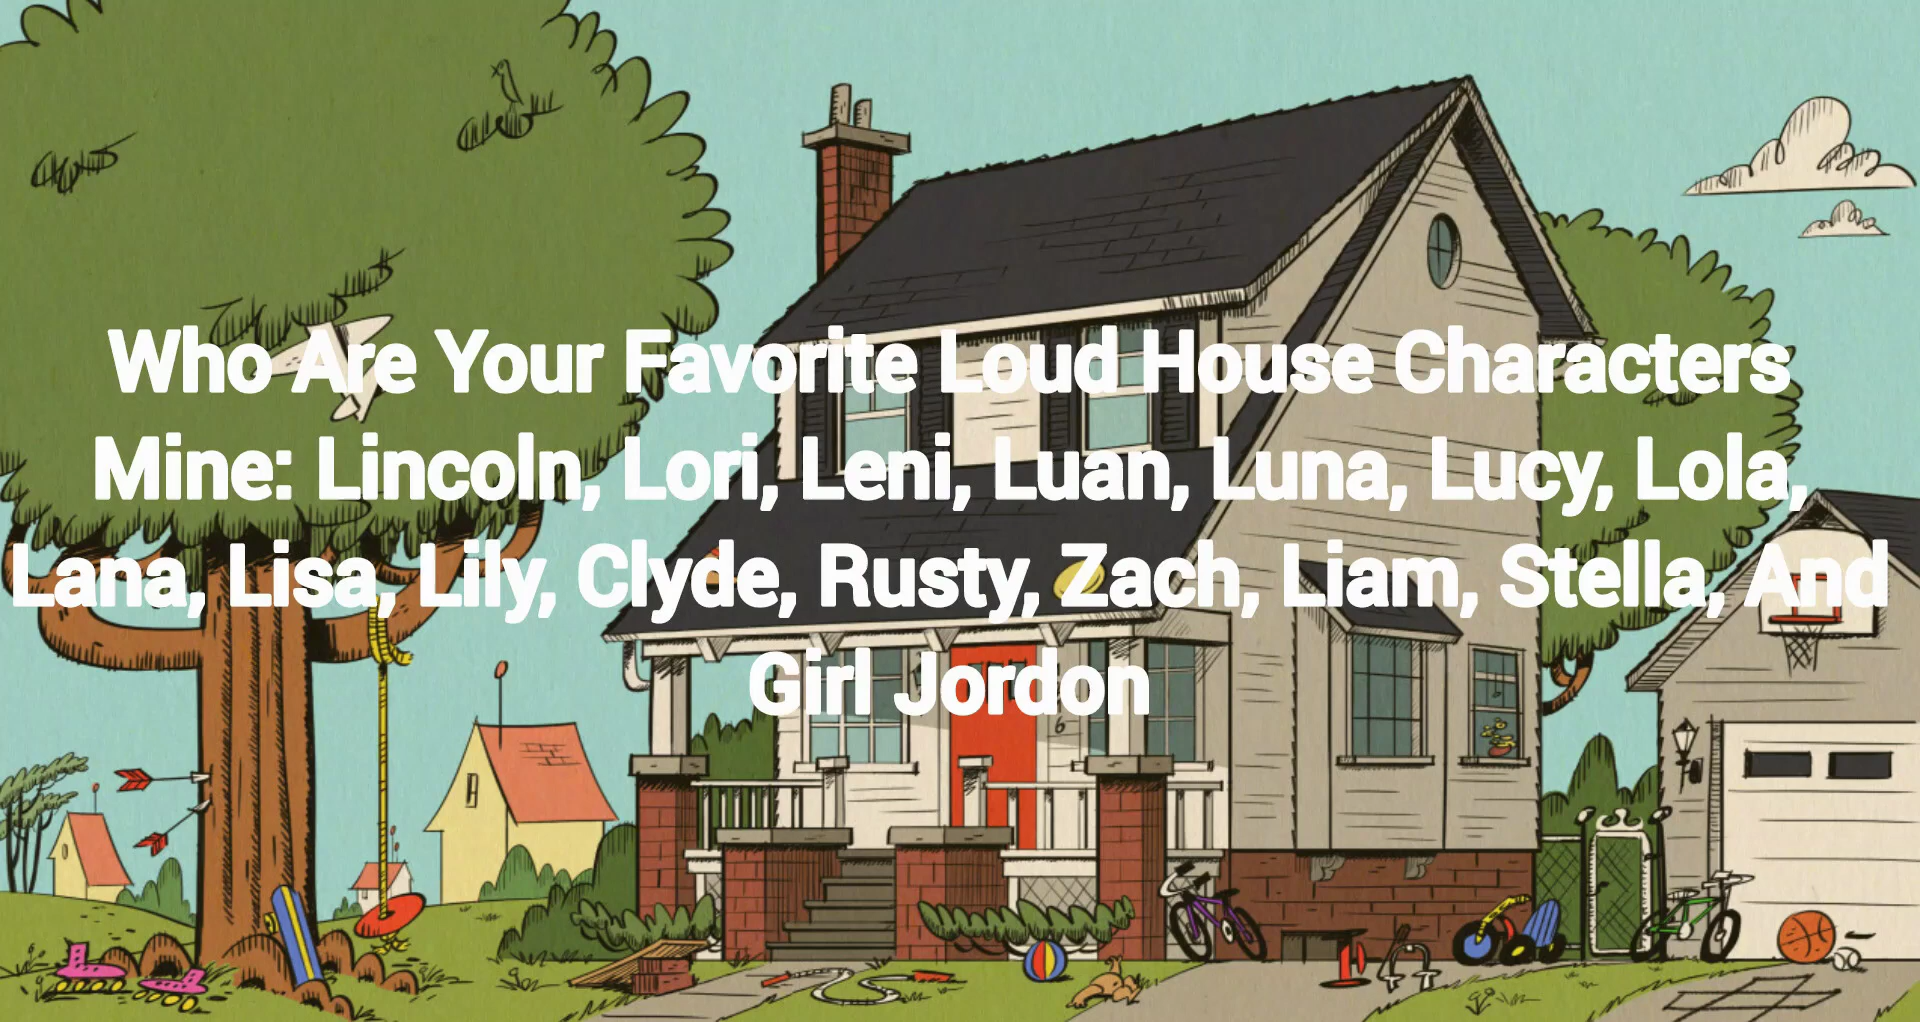 Who Are Your Favorite Loud House Characters
Mine: Lincoln, Lori, Leni, Luan, Luna, Lucy, Lola,
Lana, Lisa, Lily, Clyde, Rusty, Zach, Liam, Stella, And
Girl Jordon
6